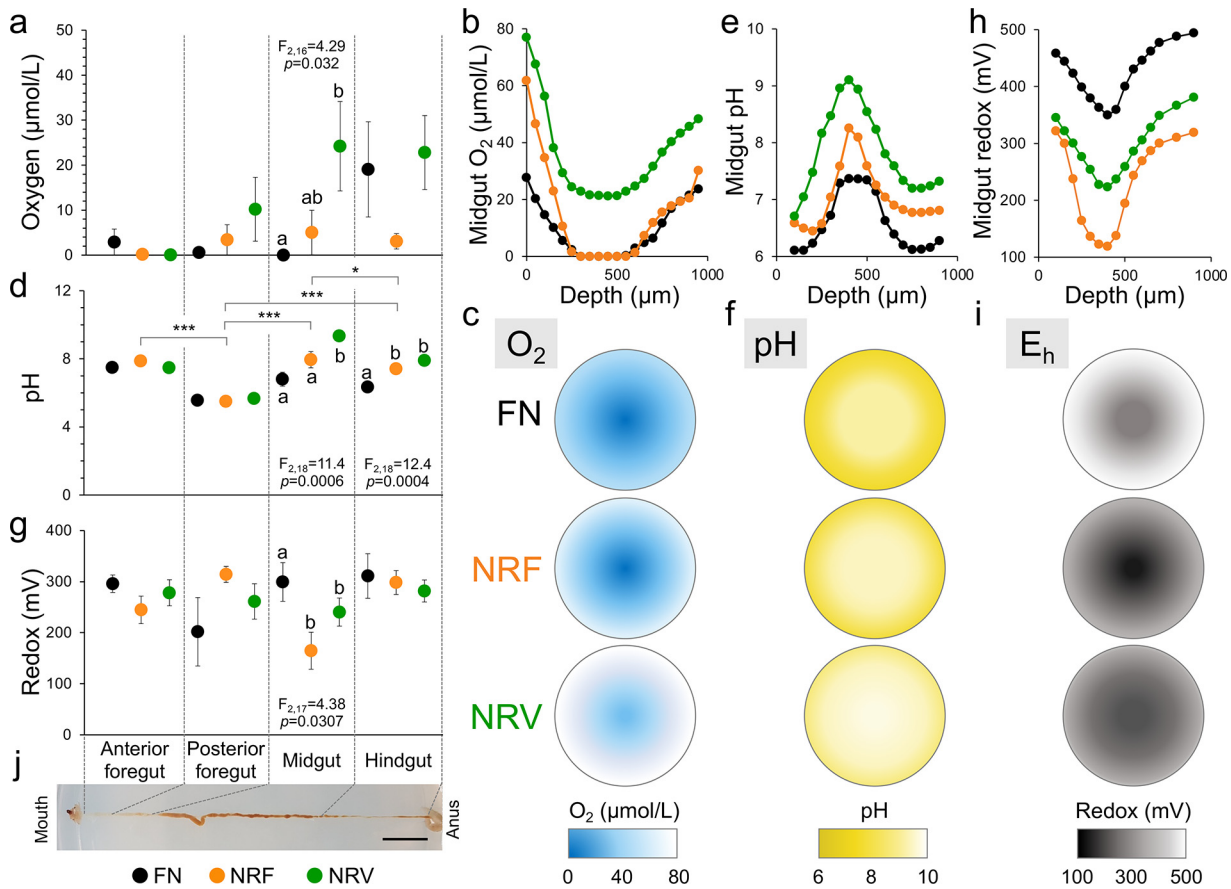 a
Oxygen (µmol/L)
50
40
30
20
10
0
F2,16=4.29
p=0.032
a
ab
b
b
Midgut O2 (µmol/L)
80
60
40
20
0
0
500
1000
Depth (µm)
e
Midgut pH
10
9
8
7
6
0
500
1000
Depth (µm)
h
Midgut redox (mV)
500
400
300
200
100
0
500
1000
Depth (µm)
d
pH
12
8
4
0
***
***
***
*
a
a
b
a
b
b
F2,18=11.4
p=0.0006
F2,18=12.4
p=0.0004
g
Redox (mV)
400
300
200
100
0
a
b
b
F2,17=4.38
p=0.0307
Anterior foregut
Posterior foregut
Midgut
Hindgut
j
Mouth
Anus
FN
NRF
NRV
c
O2
f
pH
i
Eh
FN
NRF
NRV
O2 (µmol/L)
0 40 80
pH
6 8 10
Redox (mV)
100 300 500